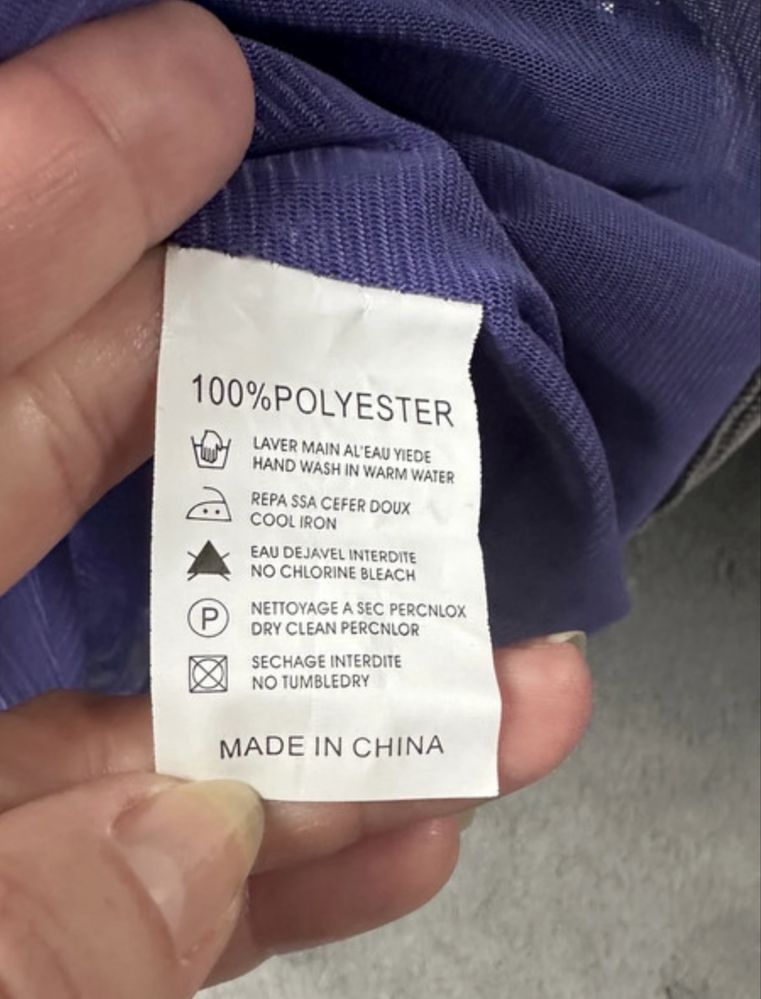 100%POLYESTER
LAVER MAIN AL'EAU YIEDE
HAND WASH IN WARM WATER
REPA SSA CEFER DOUX
COOL IRON
EAU DEJAVEL INTERDITE
NO CHLORINE BLEACH
P
NETTOYAGE A SEC PERCNLOX
DRY CLEAN PERCNLOR
SECHAGE INTERDITE
NO TUMBLEDRY
MADE IN CHINA